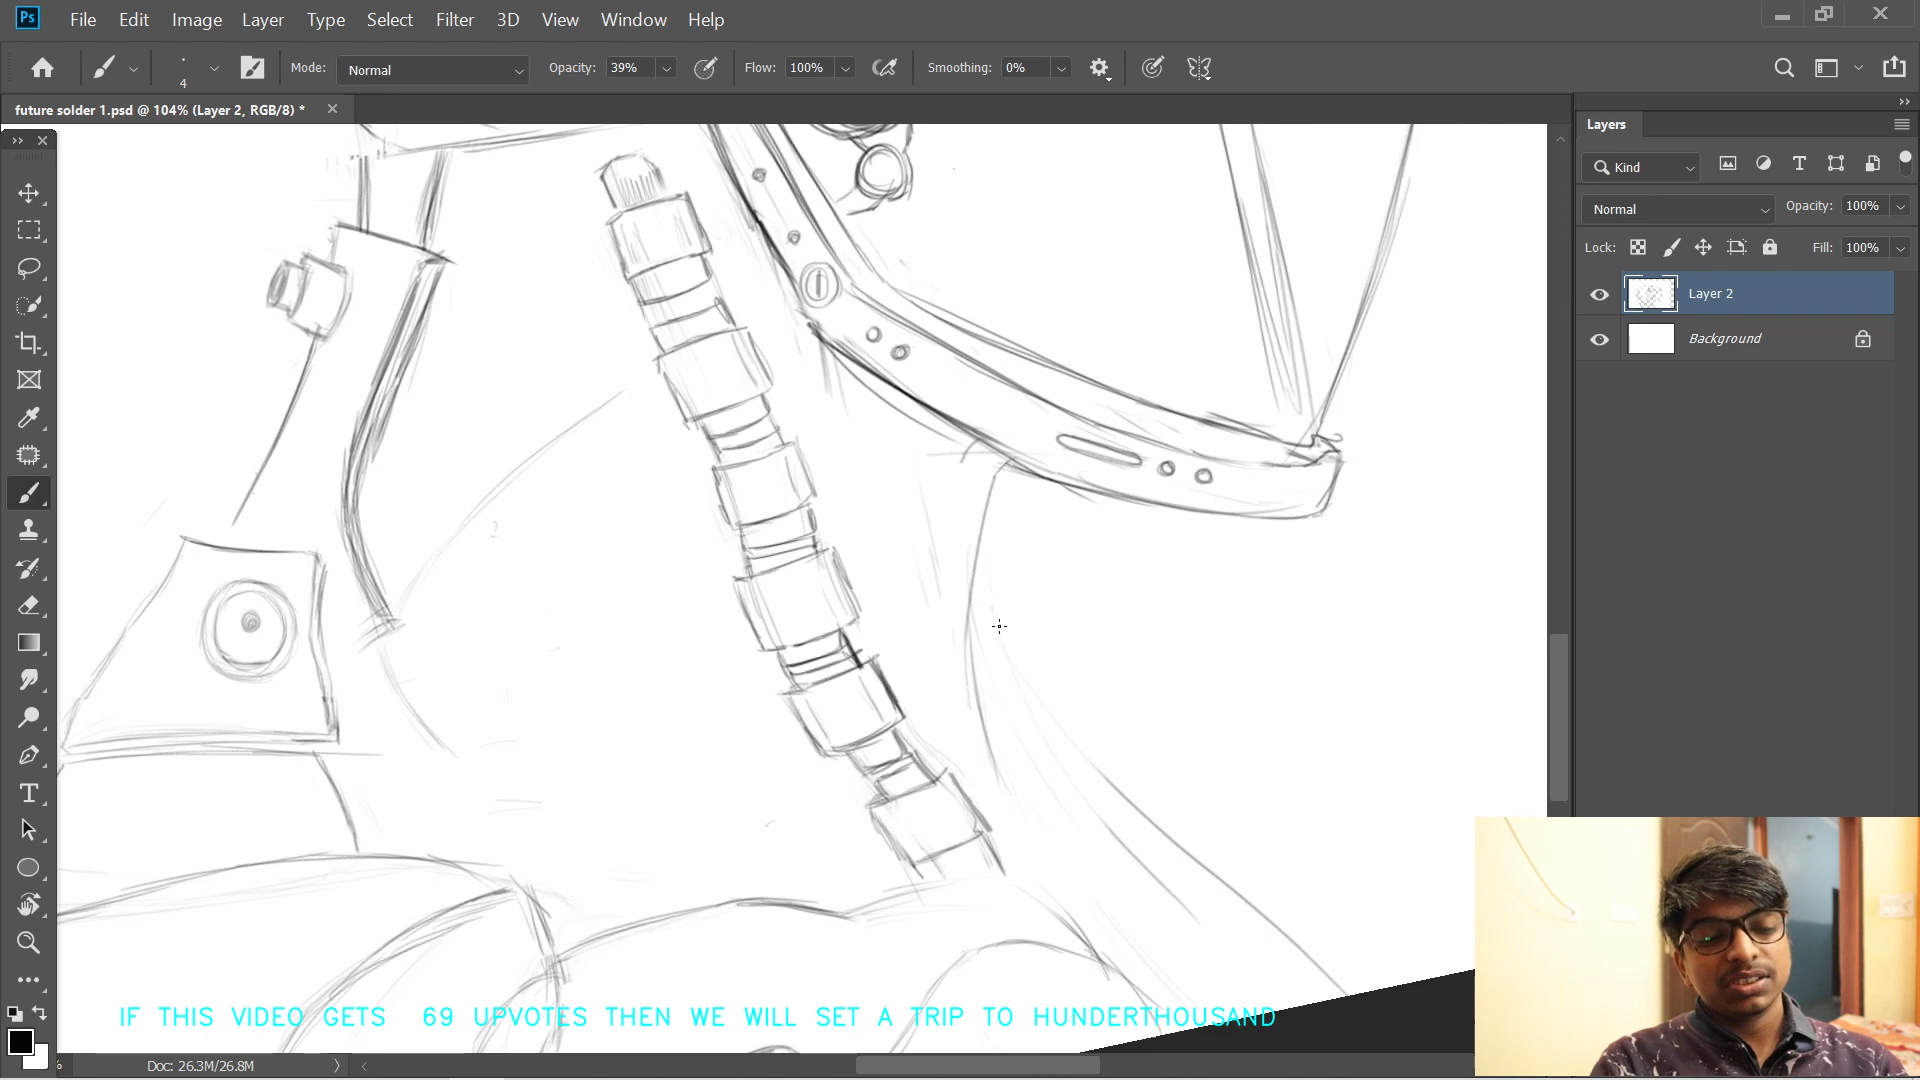 Ps File Edit Image Layer Type Select Filter 3D View Window Help
4 Mode: Normal Opacity: 39% Flow: 100% Smoothing: 0%
future solder 1.psd @ 104% (Layer 2, RGB/8) *
Layers
Kind
Normal Opacity: 100%
Lock: Fill: 100%
Layer 2
Background
IF THIS VIDEO GETS 69 UPVOTES THEN WE WILL SET A TRIP TO HUNDERTHOUSAND
% Doc: 26.3M/26.8M